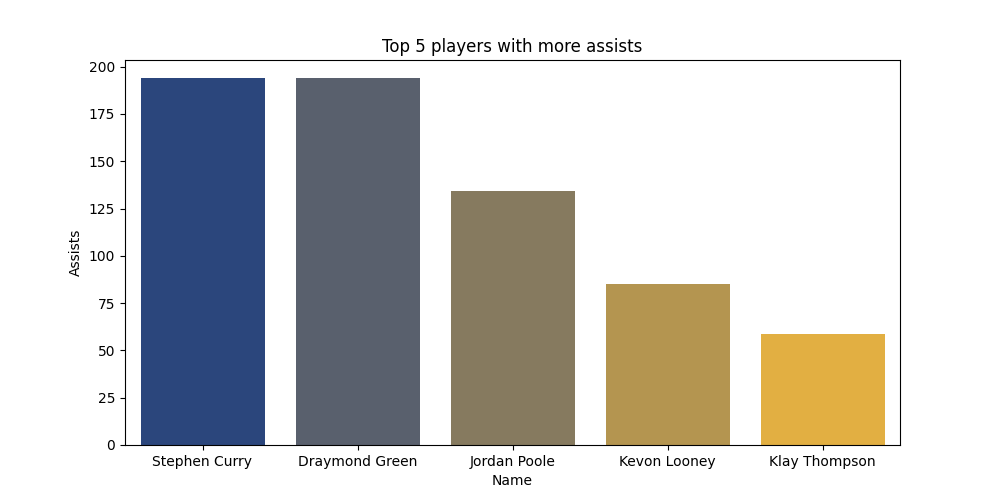 Top 5 players with more assists
200
175
150
125
100
75
50
25
0
Assists
Stephen Curry Draymond Green Jordan Poole Kevon Looney Klay Thompson
Name